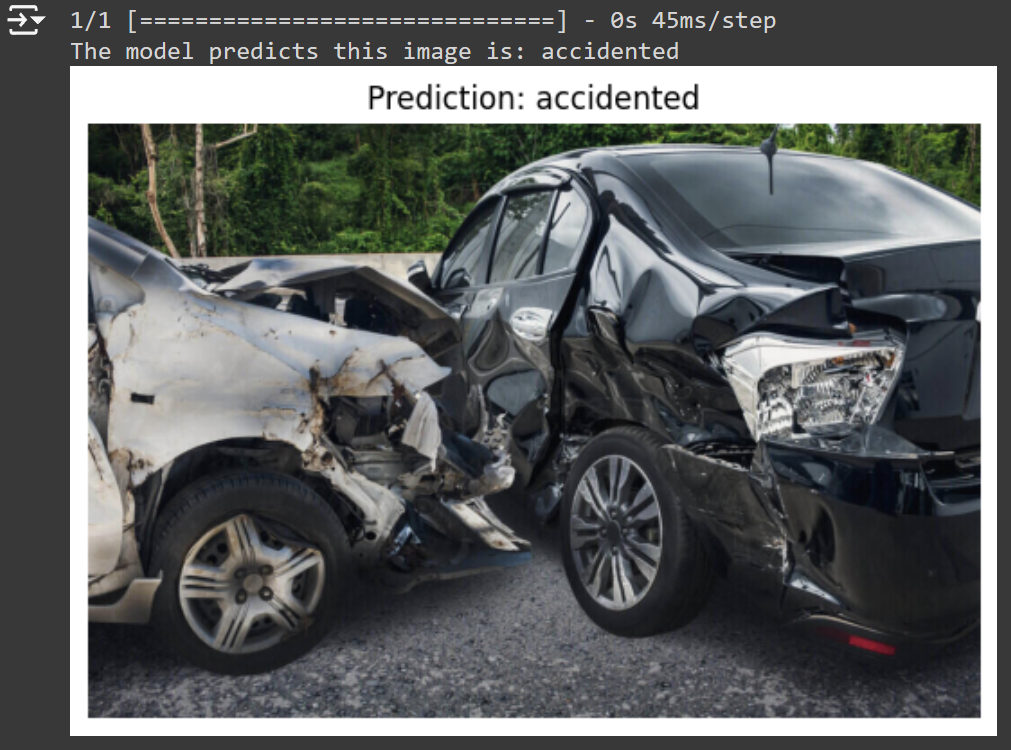 1/1 [==============================] - 0s 45ms/step
The model predicts this image is: accidented
Prediction: accidented